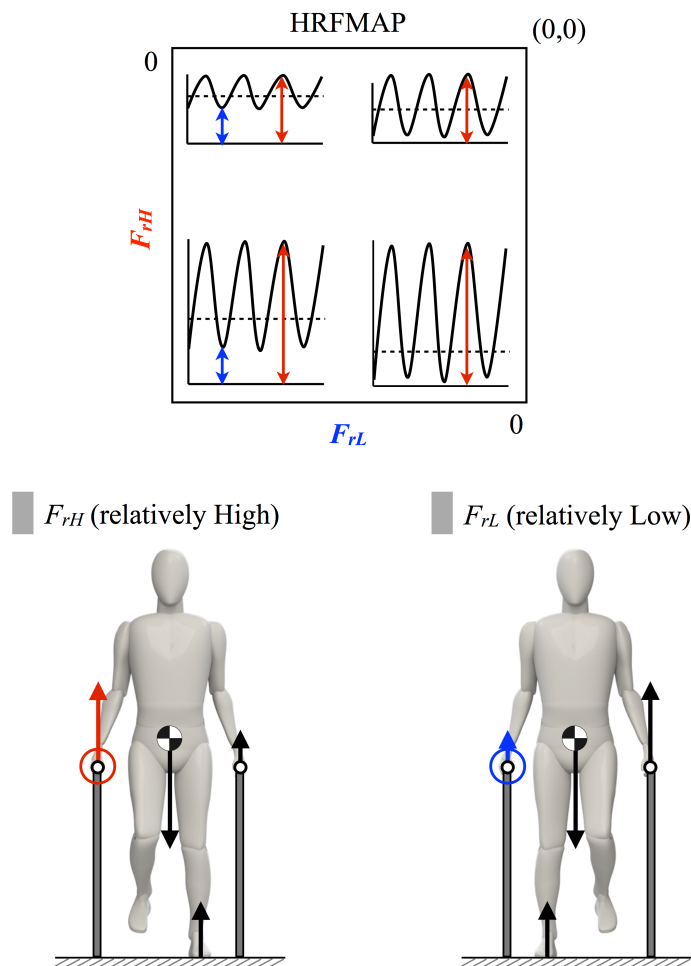 HRFMAP
(0,0)
0
FrH
FrL
0
FrH (relatively High)
FrL (relatively Low)